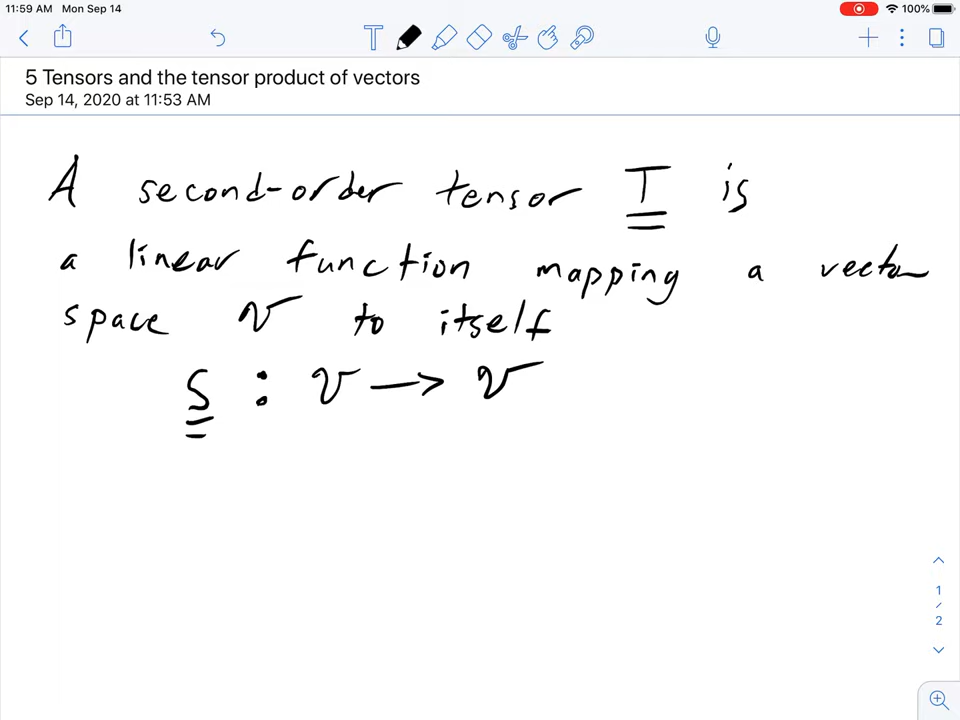 11:59 AM Mon Sep 14 100%
T
5 Tensors and the tensor product of vectors
Sep 14, 2020 at 11:53 AM
A second-order tensor T is
a linear function mapping a vector
space V to itself
S : V → V
1
/
2